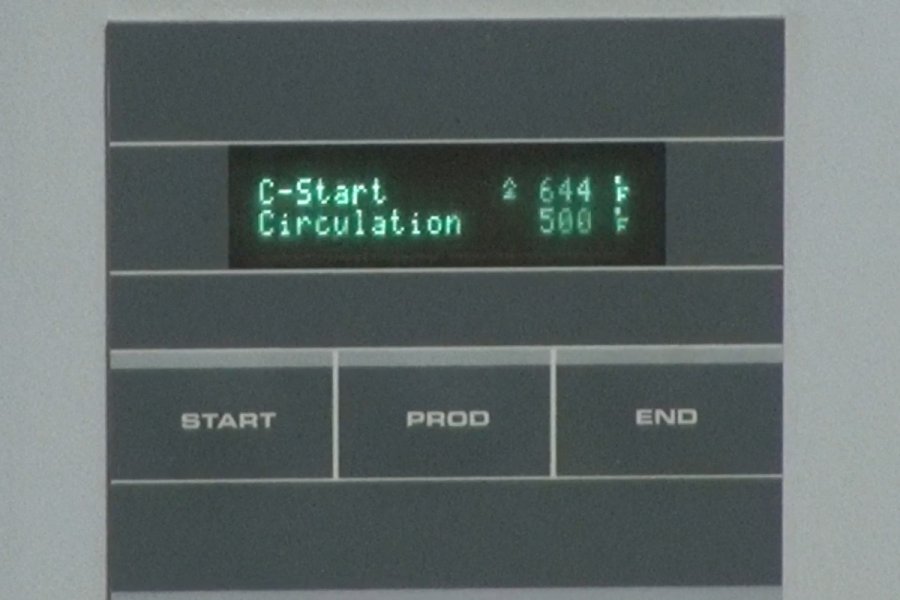 C-Start ⇧ 644 °F
Circulation 500 °F
START PROD END